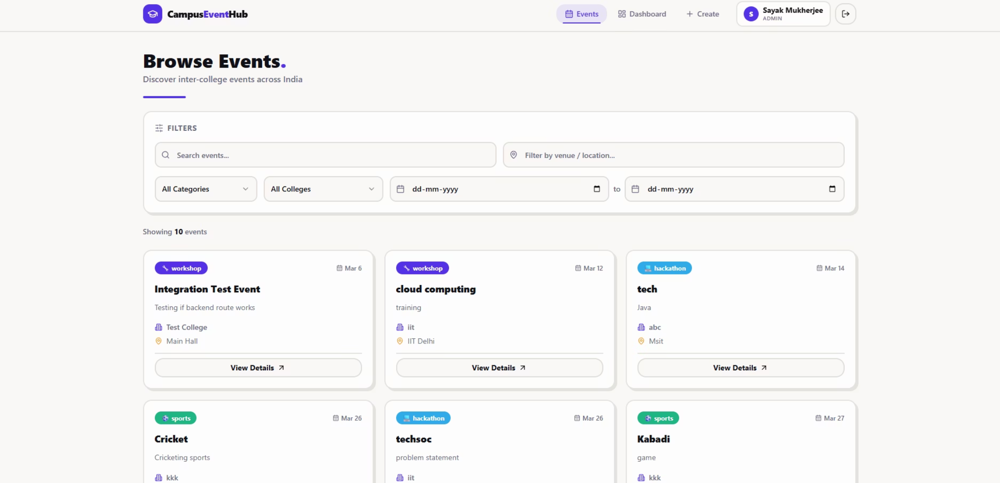 CampusEventHub
Events
Dashboard
Create
S
Sayak Mukherjee
ADMIN
Browse Events.
Discover inter-college events across India
FILTERS
Search events...
Filter by venue / location...
All Categories
All Colleges
dd-mm-yyyy
to
dd-mm-yyyy
Showing 10 events
workshop
Mar 6
Integration Test Event
Testing if backend route works
Test College
Main Hall
View Details
workshop
Mar 12
cloud computing
training
iit
IIT Delhi
View Details
hackathon
Mar 14
tech
Java
abc
Msit
View Details
sports
Mar 26
Cricket
Cricketing sports
kkk
hackathon
Mar 26
techsoc
problem statement
iit
sports
Mar 27
Kabadi
game
kkk